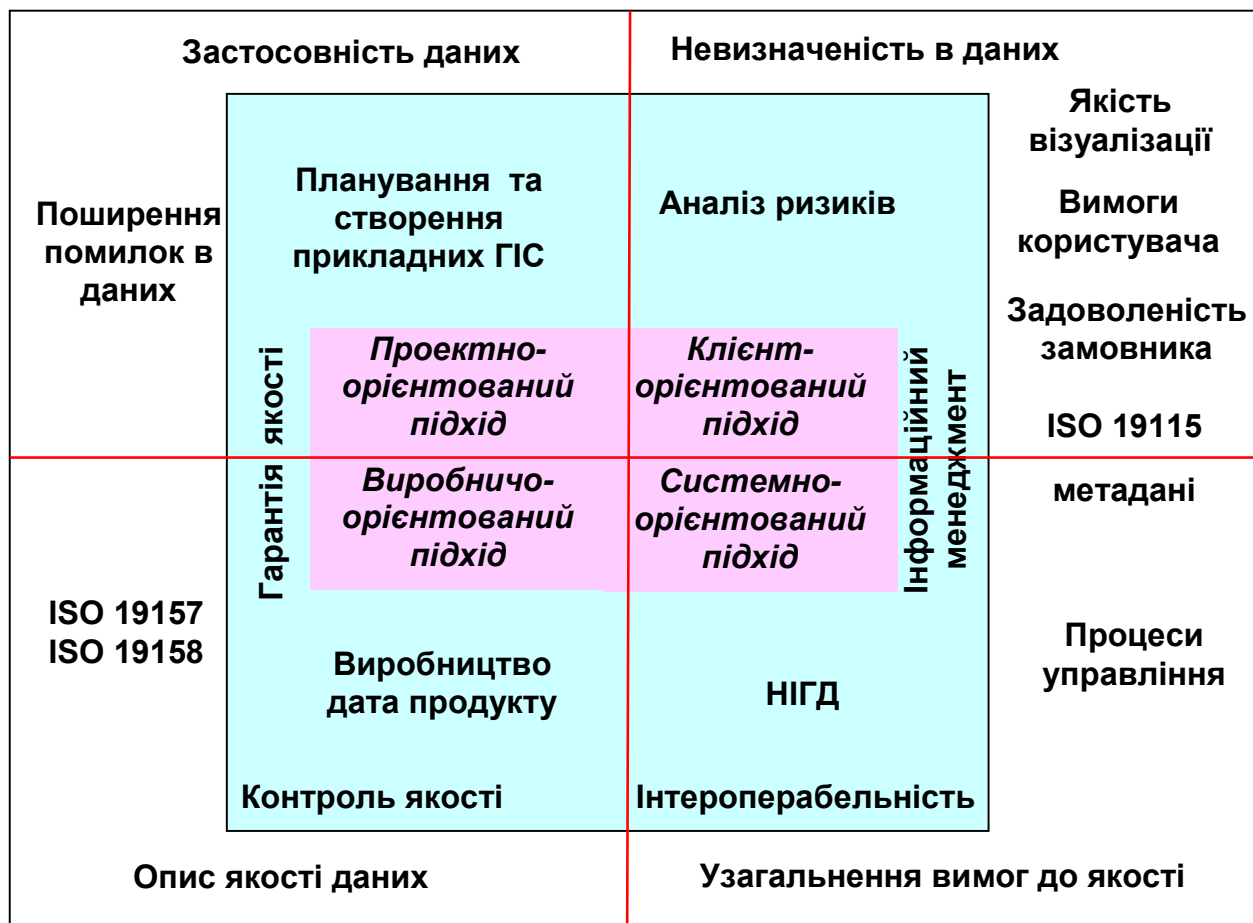 Застосовність даних
Невизначеність в даних
Якість
візуалізації
Поширення
помилок в
даних
Планування та
створення
прикладних ГІС
Аналіз ризиків
Вимоги
користувача
Задоволеність
замовника
ISO 19115
Гарантія якості
Проектно-
орієнтований
підхід
Клієнт-
орієнтований
підхід
Інформаційний
менеджмент
Виробничо-
орієнтований
підхід
Системно-
орієнтований
підхід
метадані
ISO 19157
ISO 19158
Виробництво
дата продукту
НІГД
Процеси
управління
Контроль якості
Інтероперабельність
Опис якості даних
Узагальнення вимог до якості